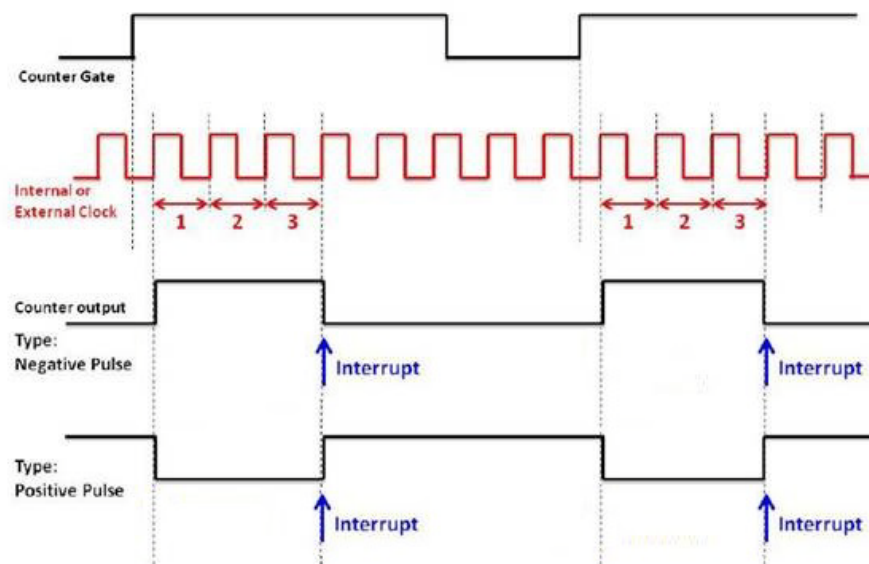 Counter Gate
Internal or
External Clock
1 2 3 1 2 3
Counter output
Type:
Negative Pulse
Interrupt Interrupt
Type:
Positive Pulse
Interrupt Interrupt